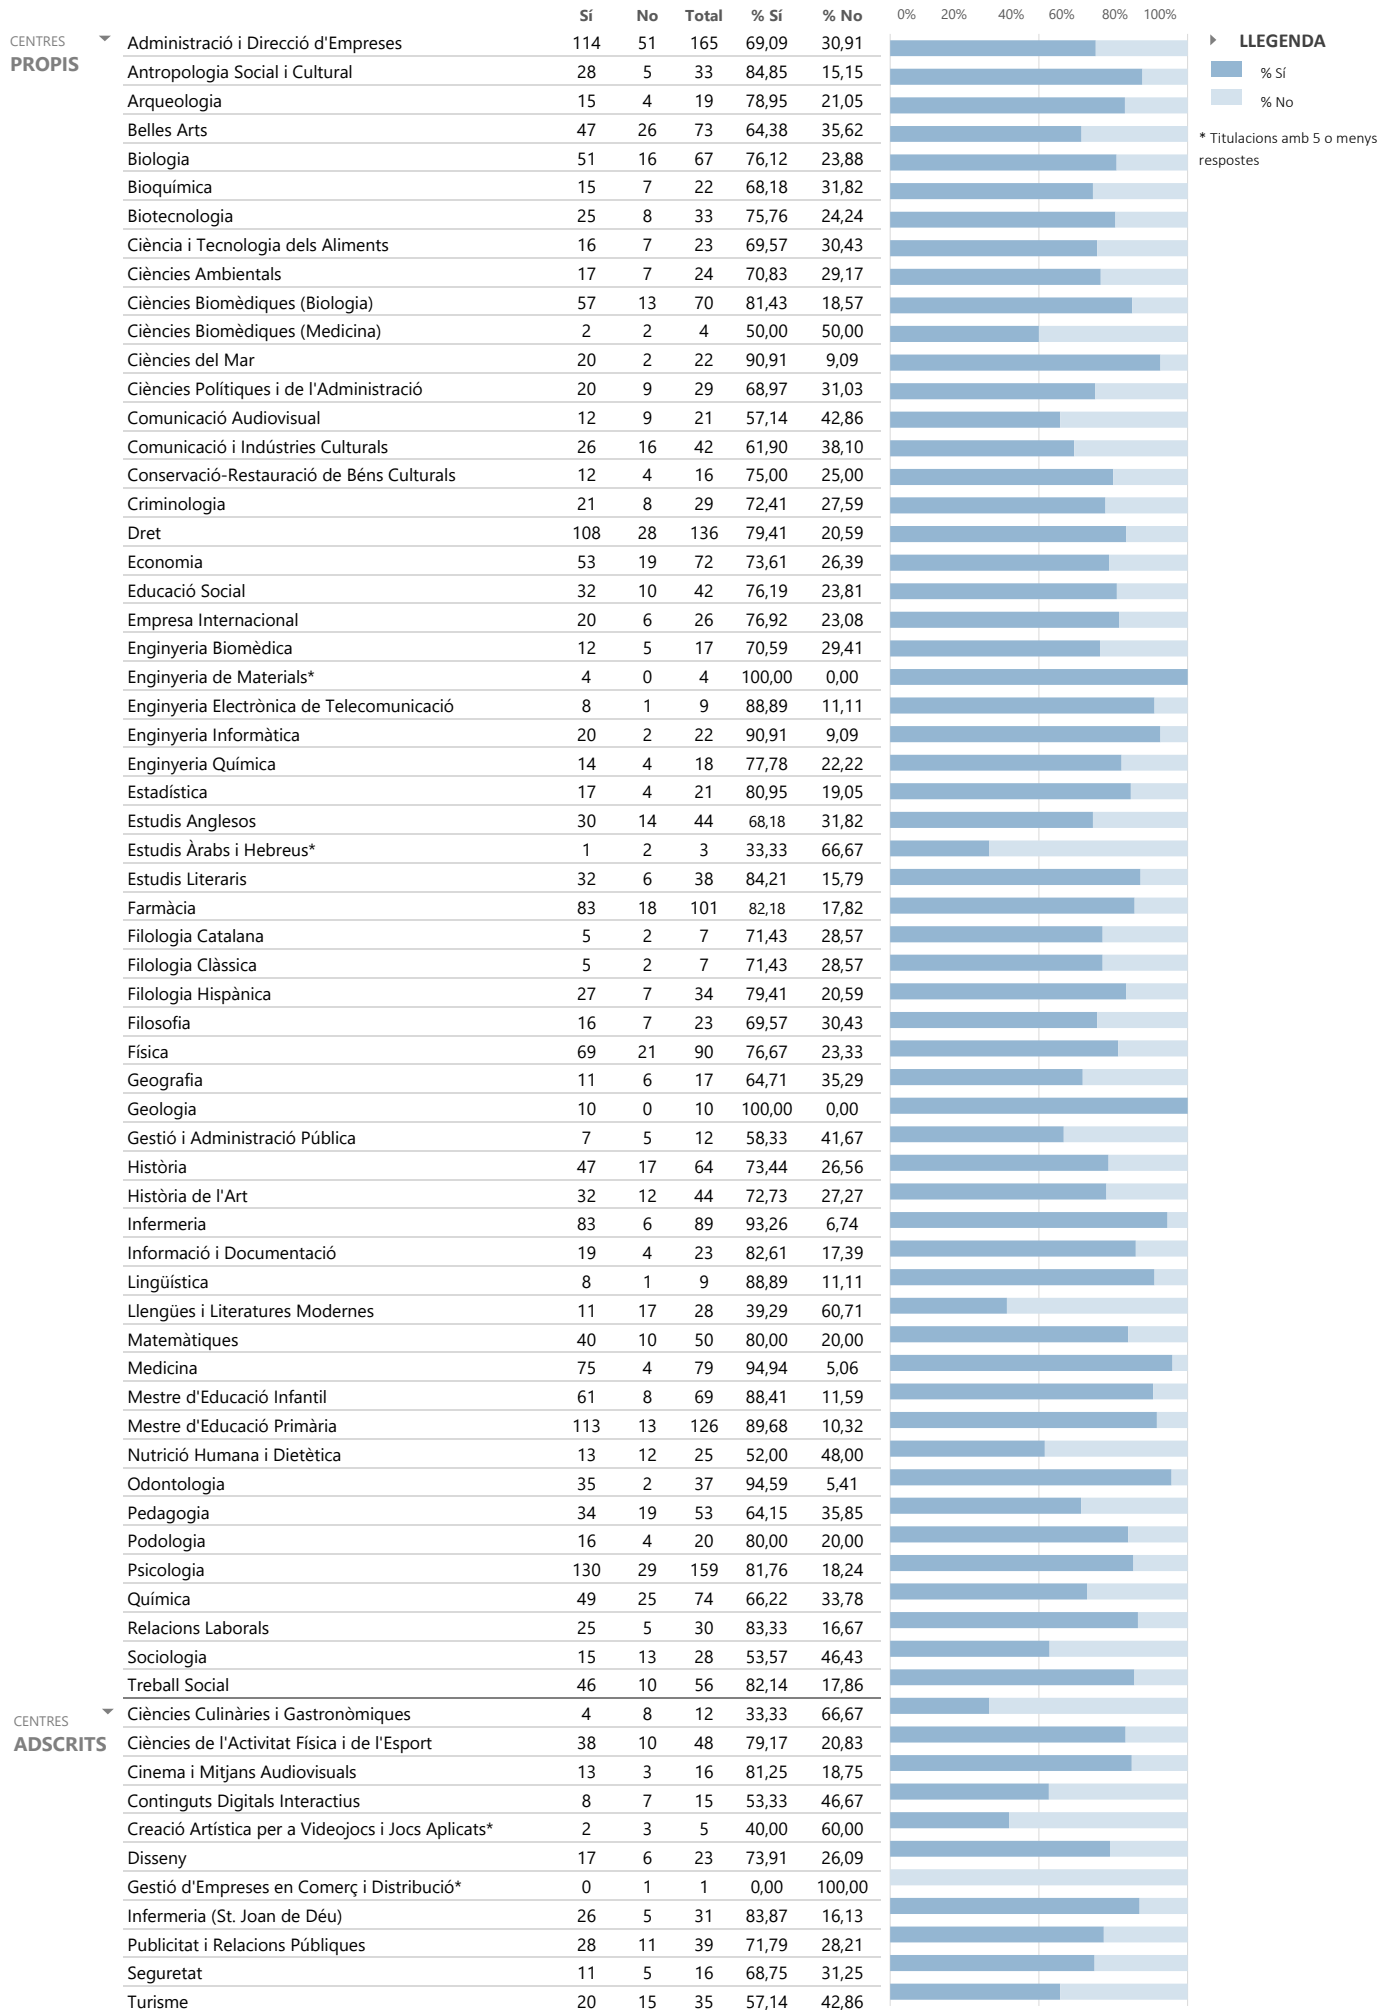 Sí No Total % Sí % No 0% 20% 40% 60% 80% 100%
CENTRES
PROPIS
LLEGENDA
% Sí
% No
* Titulacions amb 5 o menys
respostes
Administració i Direcció d'Empreses 114 51 165 69,09 30,91
Antropologia Social i Cultural 28 5 33 84,85 15,15
Arqueologia 15 4 19 78,95 21,05
Belles Arts 47 26 73 64,38 35,62
Biologia 51 16 67 76,12 23,88
Bioquímica 15 7 22 68,18 31,82
Biotecnologia 25 8 33 75,76 24,24
Ciència i Tecnologia dels Aliments 16 7 23 69,57 30,43
Ciències Ambientals 17 7 24 70,83 29,17
Ciències Biomèdiques (Biologia) 57 13 70 81,43 18,57
Ciències Biomèdiques (Medicina) 2 2 4 50,00 50,00
Ciències del Mar 20 2 22 90,91 9,09
Ciències Polítiques i de l'Administració 20 9 29 68,97 31,03
Comunicació Audiovisual 12 9 21 57,14 42,86
Comunicació i Indústries Culturals 26 16 42 61,90 38,10
Conservació-Restauració de Béns Culturals 12 4 16 75,00 25,00
Criminologia 21 8 29 72,41 27,59
Dret 108 28 136 79,41 20,59
Economia 53 19 72 73,61 26,39
Educació Social 32 10 42 76,19 23,81
Empresa Internacional 20 6 26 76,92 23,08
Enginyeria Biomèdica 12 5 17 70,59 29,41
Enginyeria de Materials* 4 0 4 100,00 0,00
Enginyeria Electrònica de Telecomunicació 8 1 9 88,89 11,11
Enginyeria Informàtica 20 2 22 90,91 9,09
Enginyeria Química 14 4 18 77,78 22,22
Estadística 17 4 21 80,95 19,05
Estudis Anglesos 30 14 44 68,18 31,82
Estudis Àrabs i Hebreus* 1 2 3 33,33 66,67
Estudis Literaris 32 6 38 84,21 15,79
Farmàcia 83 18 101 82,18 17,82
Filologia Catalana 5 2 7 71,43 28,57
Filologia Clàssica 5 2 7 71,43 28,57
Filologia Hispànica 27 7 34 79,41 20,59
Filosofia 16 7 23 69,57 30,43
Física 69 21 90 76,67 23,33
Geografia 11 6 17 64,71 35,29
Geologia 10 0 10 100,00 0,00
Gestió i Administració Pública 7 5 12 58,33 41,67
Història 47 17 64 73,44 26,56
Història de l'Art 32 12 44 72,73 27,27
Infermeria 83 6 89 93,26 6,74
Informació i Documentació 19 4 23 82,61 17,39
Lingüística 8 1 9 88,89 11,11
Llengües i Literatures Modernes 11 17 28 39,29 60,71
Matemàtiques 40 10 50 80,00 20,00
Medicina 75 4 79 94,94 5,06
Mestre d'Educació Infantil 61 8 69 88,41 11,59
Mestre d'Educació Primària 113 13 126 89,68 10,32
Nutrició Humana i Dietètica 13 12 25 52,00 48,00
Odontologia 35 2 37 94,59 5,41
Pedagogia 34 19 53 64,15 35,85
Podologia 16 4 20 80,00 20,00
Psicologia 130 29 159 81,76 18,24
Química 49 25 74 66,22 33,78
Relacions Laborals 25 5 30 83,33 16,67
Sociologia 15 13 28 53,57 46,43
Treball Social 46 10 56 82,14 17,86
CENTRES
ADSCRITS
Ciències Culinàries i Gastronòmiques 4 8 12 33,33 66,67
Ciències de l'Activitat Física i de l'Esport 38 10 48 79,17 20,83
Cinema i Mitjans Audiovisuals 13 3 16 81,25 18,75
Continguts Digitals Interactius 8 7 15 53,33 46,67
Creació Artística per a Videojocs i Jocs Aplicats* 2 3 5 40,00 60,00
Disseny 17 6 23 73,91 26,09
Gestió d'Empreses en Comerç i Distribució* 0 1 1 0,00 100,00
Infermeria (St. Joan de Déu) 26 5 31 83,87 16,13
Publicitat i Relacions Públiques 28 11 39 71,79 28,21
Seguretat 11 5 16 68,75 31,25
Turisme 20 15 35 57,14 42,86